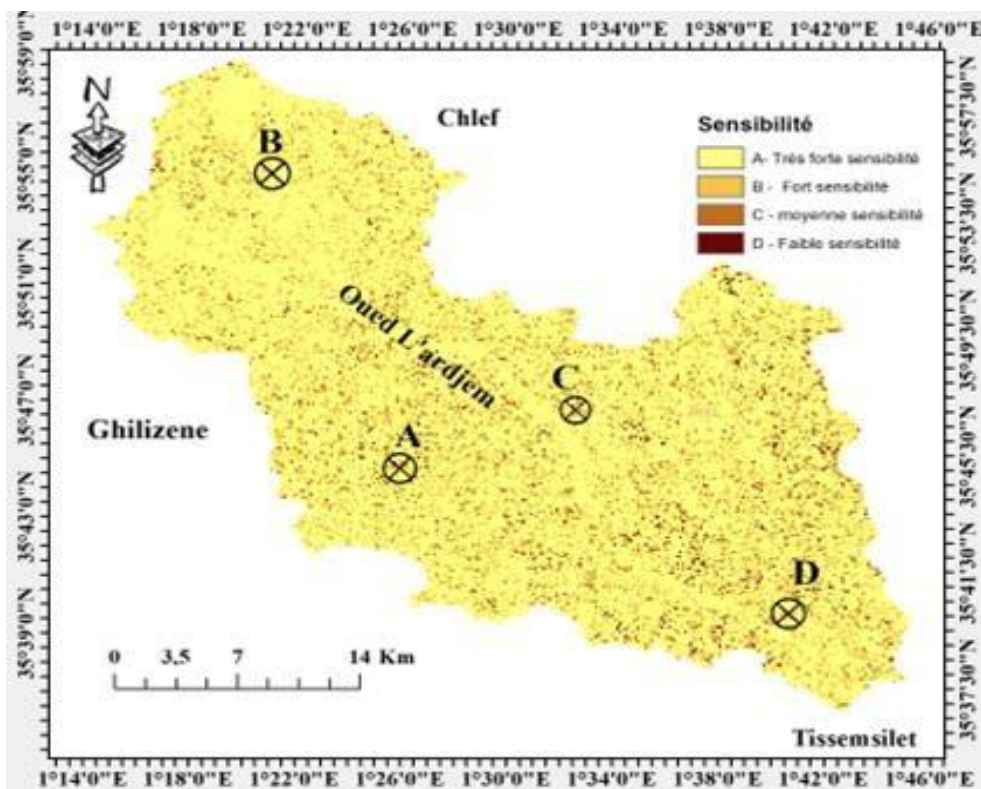 1°14'0"E 1°18'0"E 1°22'0"E 1°26'0"E 1°30'0"E 1°34'0"E 1°38'0"E 1°42'0"E 1°46'0"E
35°59'0"N
35°55'0"N
35°51'0"N
35°47'0"N
35°43'0"N
35°39'0"N
N
Chlef
B
Sensibilité
A- Trés forte sensibilité
B - Fort sensibilité
C - moyenne sensibilité
D - Faible sensibilité
Oued L'ardjem
C
Ghilizene
A
D
0 3,5 7 14 Km
Tissemsilet
35°57'30"N
35°53'30"N
35°49'30"N
35°45'30"N
35°41'30"N
35°37'30"N
1°14'0"E 1°18'0"E 1°22'0"E 1°26'0"E 1°30'0"E 1°34'0"E 1°38'0"E 1°42'0"E 1°46'0"E